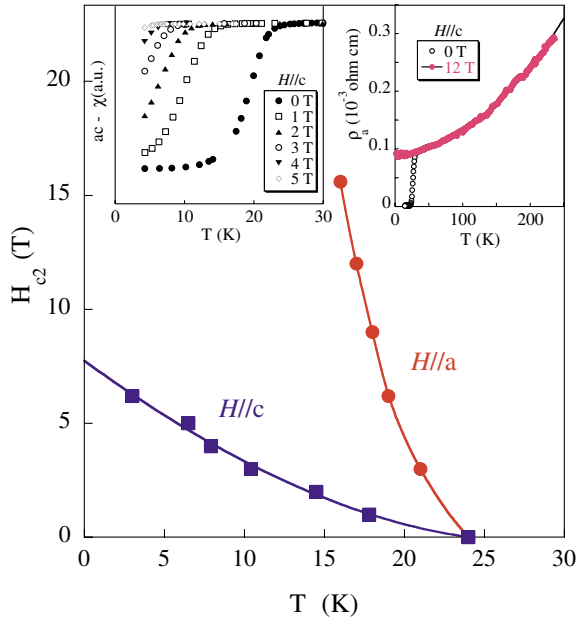 H//c
0 T
1 T
2 T
3 T
4 T
5 T
ac - χ(a.u.)
0
10
20
30
T (K)
H//c
0 T
12 T
ρa (10⁻³ ohm cm)
0.3
0.2
0.1
0
0
100
200
T (K)
20
15
10
5
0
Hc2 (T)
H//a
H//c
0
5
10
15
20
25
30
T (K)